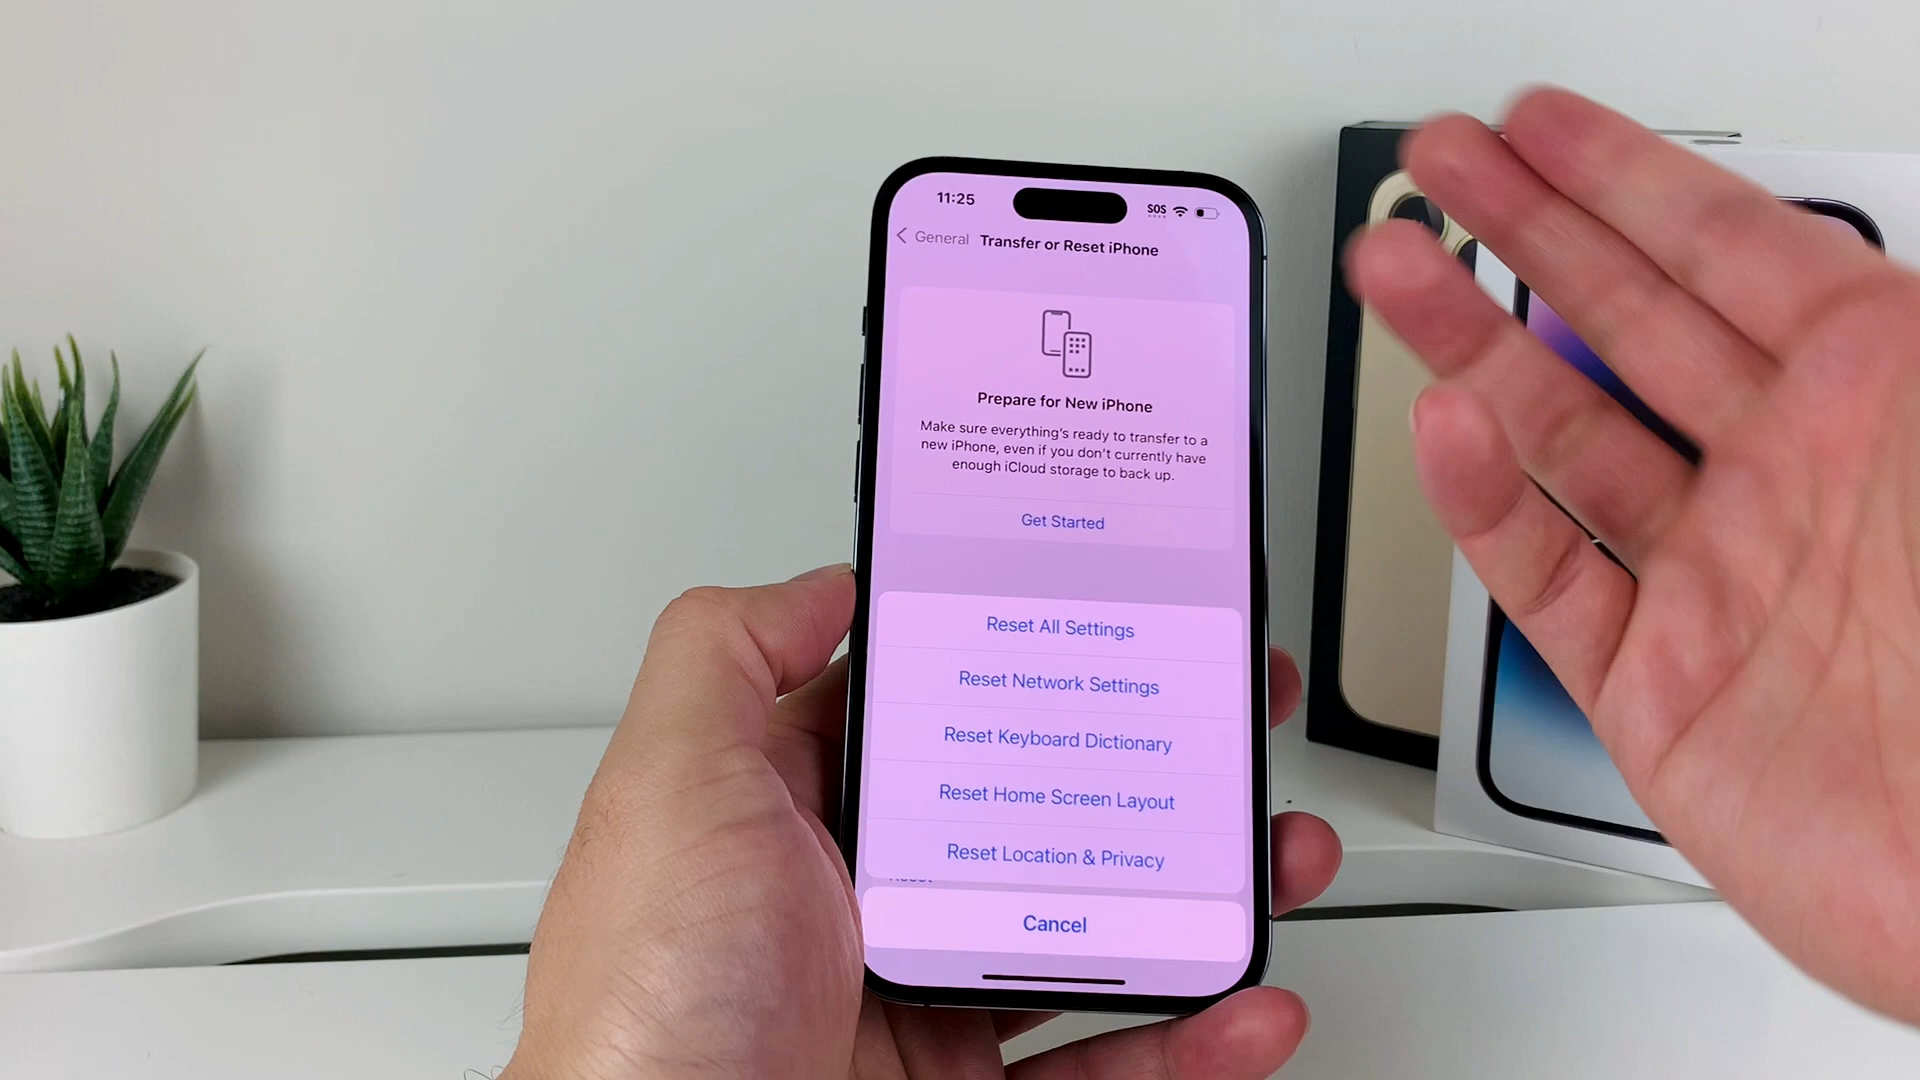 11:25
SOS
General
Transfer or Reset iPhone
Prepare for New iPhone
Make sure everything's ready to transfer to a
new iPhone, even if you don't currently have
enough iCloud storage to back up.
Get Started
Reset All Settings
Reset Network Settings
Reset Keyboard Dictionary
Reset Home Screen Layout
Reset Location & Privacy
Reset
Cancel